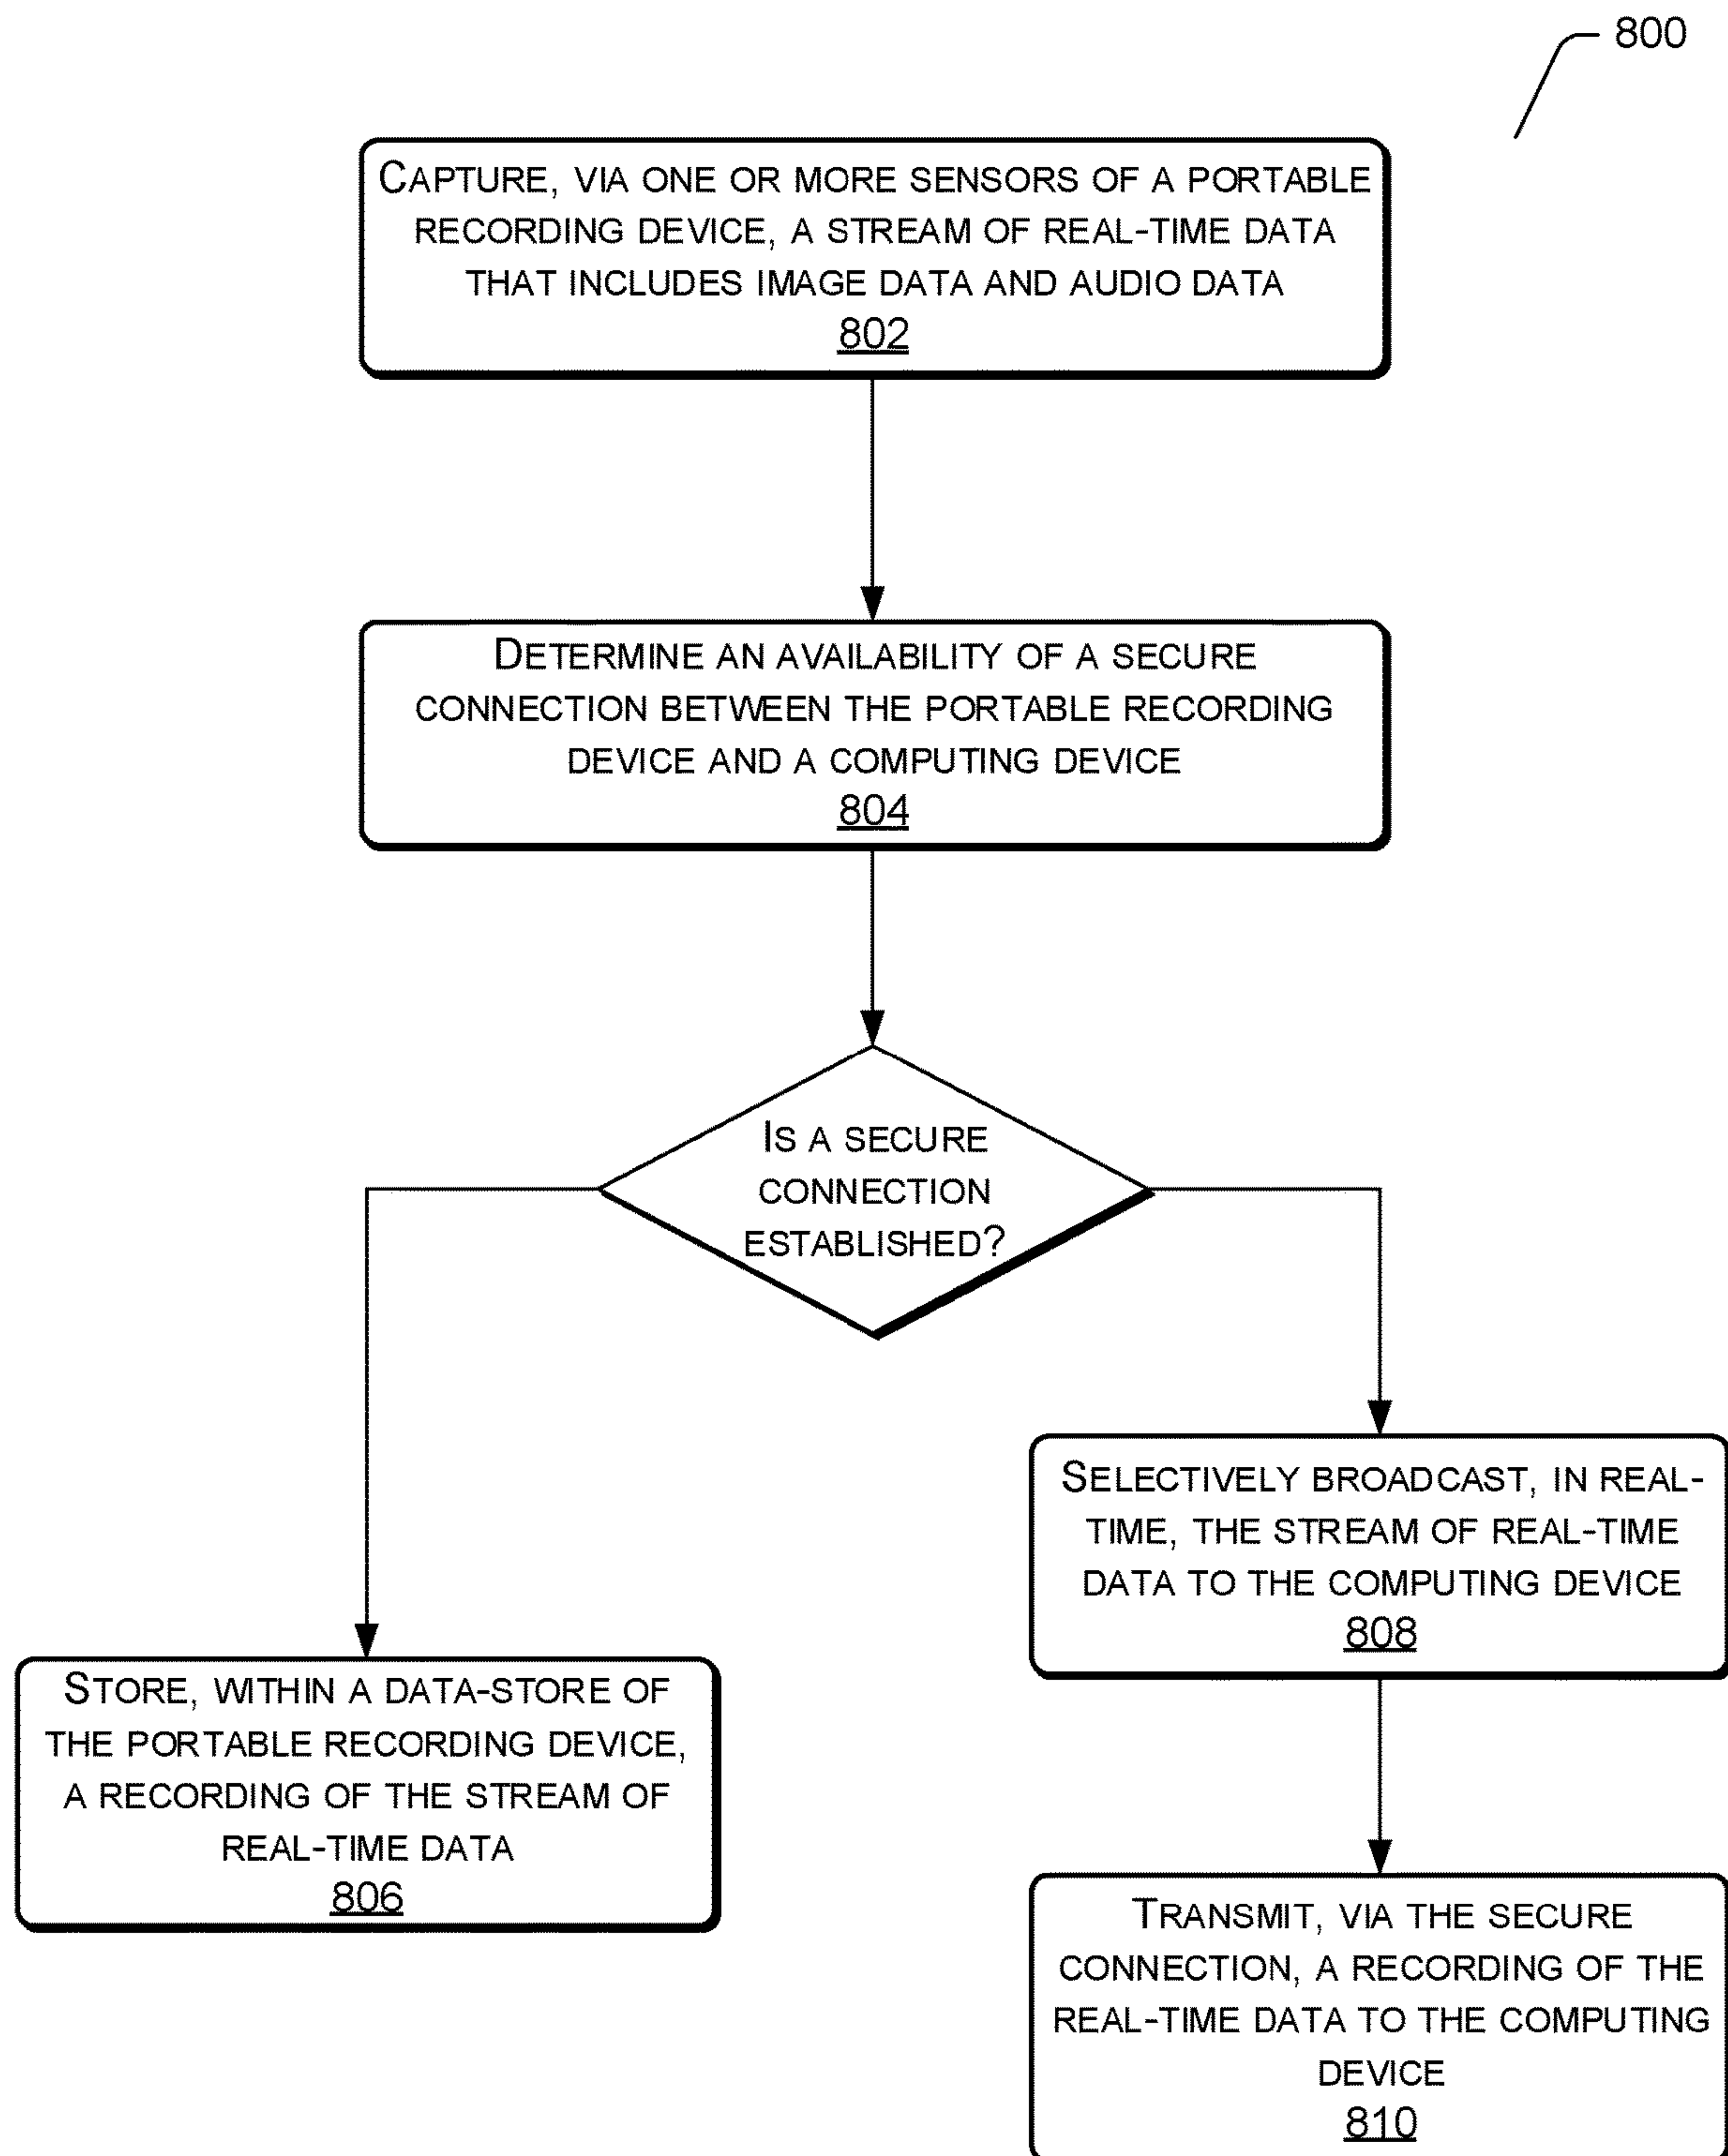 800
CAPTURE, VIA ONE OR MORE SENSORS OF A PORTABLE
RECORDING DEVICE, A STREAM OF REAL-TIME DATA
THAT INCLUDES IMAGE DATA AND AUDIO DATA
802
DETERMINE AN AVAILABILITY OF A SECURE
CONNECTION BETWEEN THE PORTABLE RECORDING
DEVICE AND A COMPUTING DEVICE
804
IS A SECURE
CONNECTION
ESTABLISHED?
STORE, WITHIN A DATA-STORE OF
THE PORTABLE RECORDING DEVICE,
A RECORDING OF THE STREAM OF
REAL-TIME DATA
806
SELECTIVELY BROADCAST, IN REAL-
TIME, THE STREAM OF REAL-TIME
DATA TO THE COMPUTING DEVICE
808
TRANSMIT, VIA THE SECURE
CONNECTION, A RECORDING OF THE
REAL-TIME DATA TO THE COMPUTING
DEVICE
810